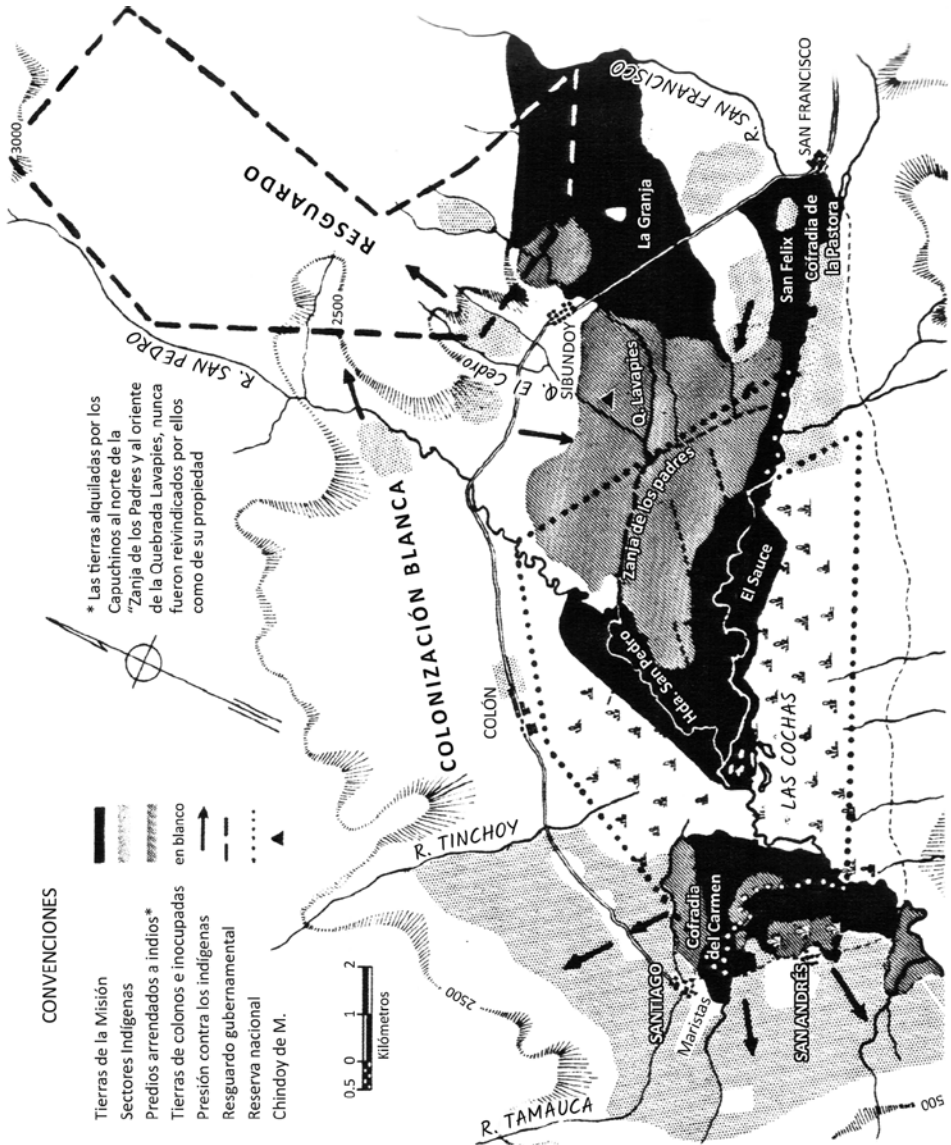 CONVENCIONES
Tierras de la Misión
Sectores Indígenas
Predios arrendados a indios*
Tierras de colonos e inocupadas
en blanco
Presión contra los indígenas
Resguardo gubernamental
Reserva nacional
Chindoy de M.
0.5 0 1 2
Kilómetros
* Las tierras alquiladas por los
Capuchinos al norte de la
“Zanja de los Padres y al oriente
de la Quebrada Lavapies, nunca
fueron reivindicados por ellos
como de su propiedad
3000
RESGUARDO
R. SAN PEDRO
2500
Q. El Cedro
COLONIZACIÓN BLANCA
R. TINCHOY
COLÓN
SIBUNDOY
R. SAN FRANCISCO
SAN FRANCISCO
La Granja
Q. Lavapies
Zanja de los padres
San Felix
Cofradia de
la Pastora
Hda. San Pedro
El Sauce
LAS COCHAS
2500
R. TAMAUCA
SANTIAGO
Maristas
Cofradia
del Carmen
SAN ANDRÉS
500